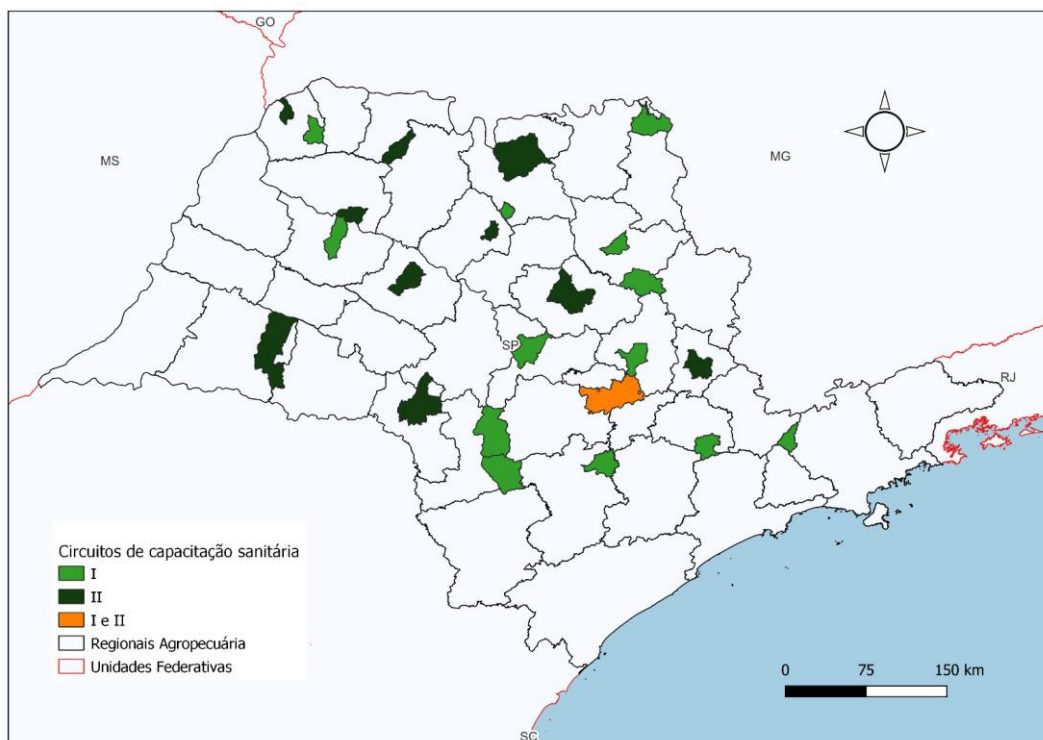 GO
MS
MG
SP
RJ
Circuitos de capacitação sanitária
I
II
I e II
Regionais Agropecuária
Unidades Federativas
0 75 150 km
SC